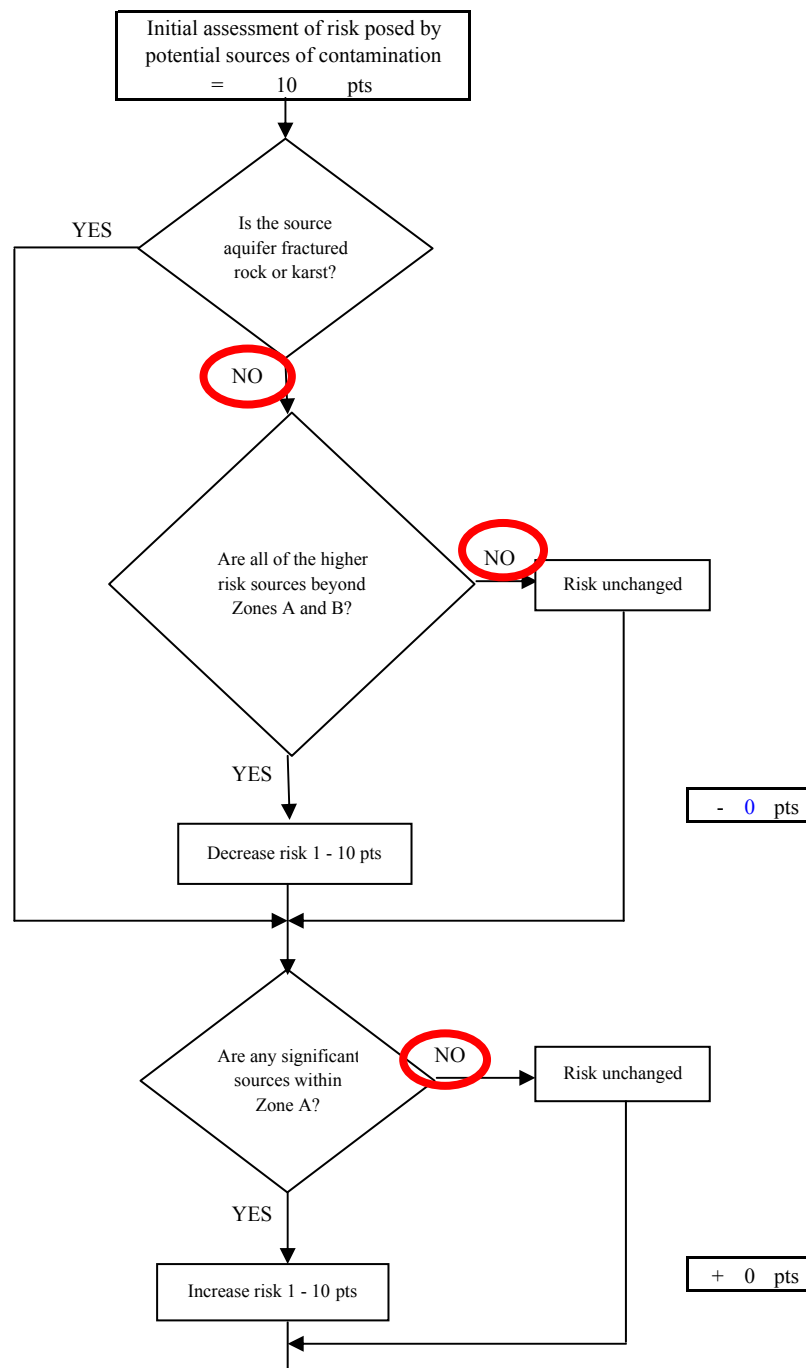 Initial assessment of risk posed by
potential sources of contamination
= 10 pts
YES
Is the source
aquifer fractured
rock or karst?
NO
Are all of the higher
risk sources beyond
Zones A and B?
NO
Risk unchanged
YES
- 0 pts
Decrease risk 1 - 10 pts
Are any significant
sources within
Zone A?
NO
Risk unchanged
YES
+ 0 pts
Increase risk 1 - 10 pts